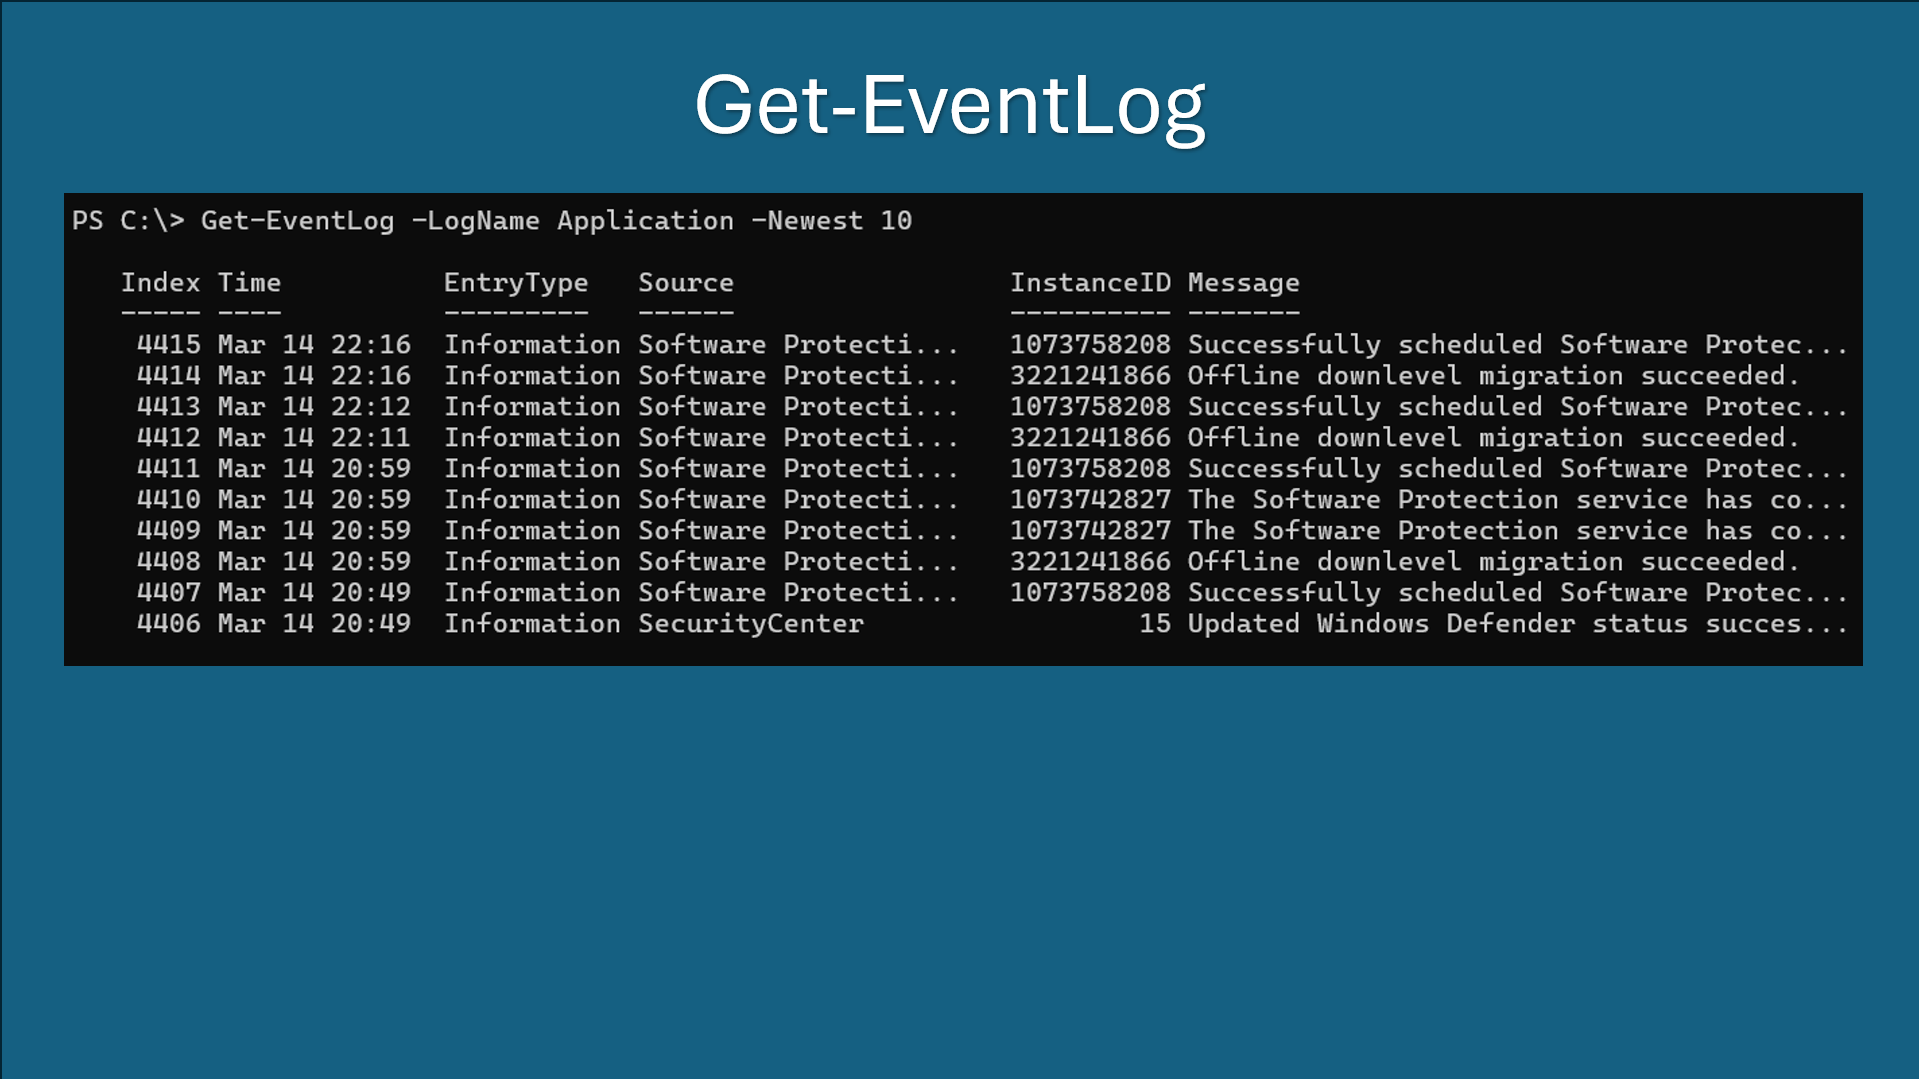 Get-EventLog
PS C:\> Get-EventLog -LogName Application -Newest 10
Index Time EntryType Source InstanceID Message
----- ---- --------- ------ ---------- -------
4415 Mar 14 22:16 Information Software Protecti... 1073758208 Successfully scheduled Software Protec...
4414 Mar 14 22:16 Information Software Protecti... 3221241866 Offline downlevel migration succeeded.
4413 Mar 14 22:12 Information Software Protecti... 1073758208 Successfully scheduled Software Protec...
4412 Mar 14 22:11 Information Software Protecti... 3221241866 Offline downlevel migration succeeded.
4411 Mar 14 20:59 Information Software Protecti... 1073758208 Successfully scheduled Software Protec...
4410 Mar 14 20:59 Information Software Protecti... 1073742827 The Software Protection service has co...
4409 Mar 14 20:59 Information Software Protecti... 1073742827 The Software Protection service has co...
4408 Mar 14 20:59 Information Software Protecti... 3221241866 Offline downlevel migration succeeded.
4407 Mar 14 20:49 Information Software Protecti... 1073758208 Successfully scheduled Software Protec...
4406 Mar 14 20:49 Information SecurityCenter 15 Updated Windows Defender status succes...